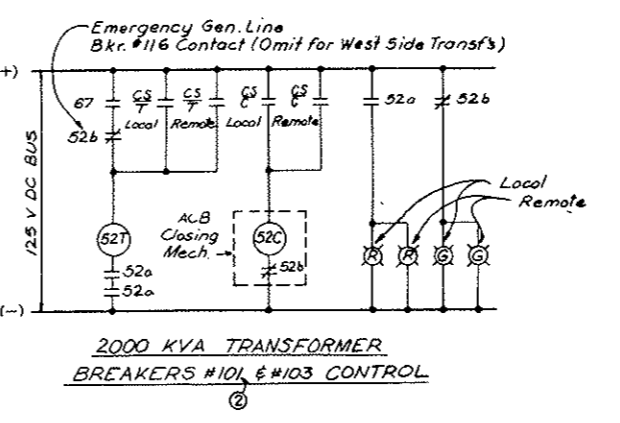 Emergency Gen. Line
Bkr. #116 Contact (Omit for West Side Transf's)
+)
67
CS
T
CS
T
CS
C
CS
C
52a
52b
Local
Remote
Local
Remote
52b
125 V DC BUS
Local
Remote
ACB
Closing
Mech.
52T
52C
R
R
G
G
52a
52b
52a
(-)
2000 KVA TRANSFORMER
BREAKERS #101, & #103 CONTROL
2